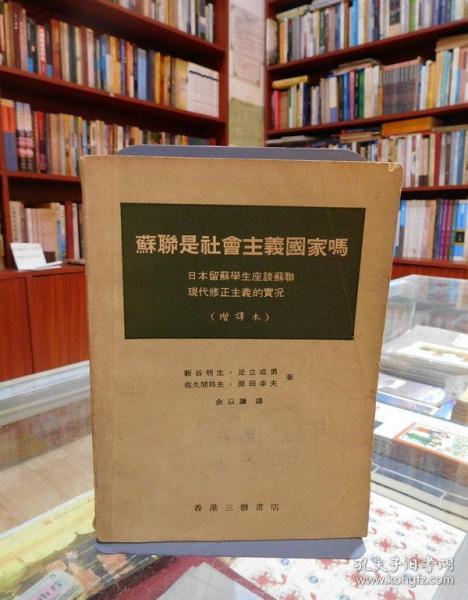 蘇聯是社會主義國家嗎
日本留蘇學生座談蘇聯
現代修正主義的實況
(增譯本)
新谷明生·足立成男
佐久間邦夫·原田幸夫 著
余以謙譯
香港三聯書店
孔夫子旧书网
www.kongfz.com